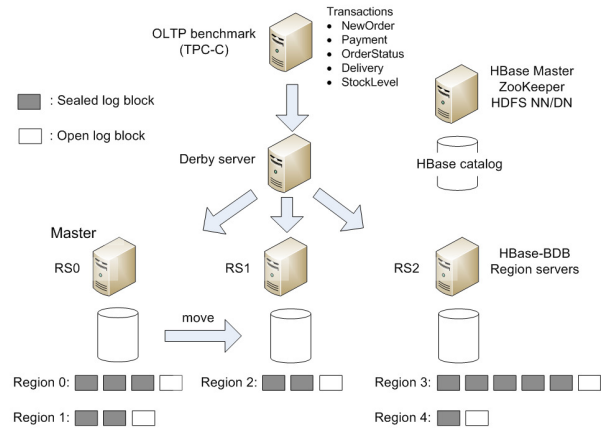 Transactions
• NewOrder
• Payment
• OrderStatus
• Delivery
• StockLevel
OLTP benchmark
(TPC-C)
HBase Master
ZooKeeper
HDFS NN/DN
: Sealed log block
: Open log block
Derby server
HBase catalog
Master
RS0
RS1
RS2
HBase-BDB
Region servers
move
Region 0:
Region 2:
Region 3:
Region 1:
Region 4: